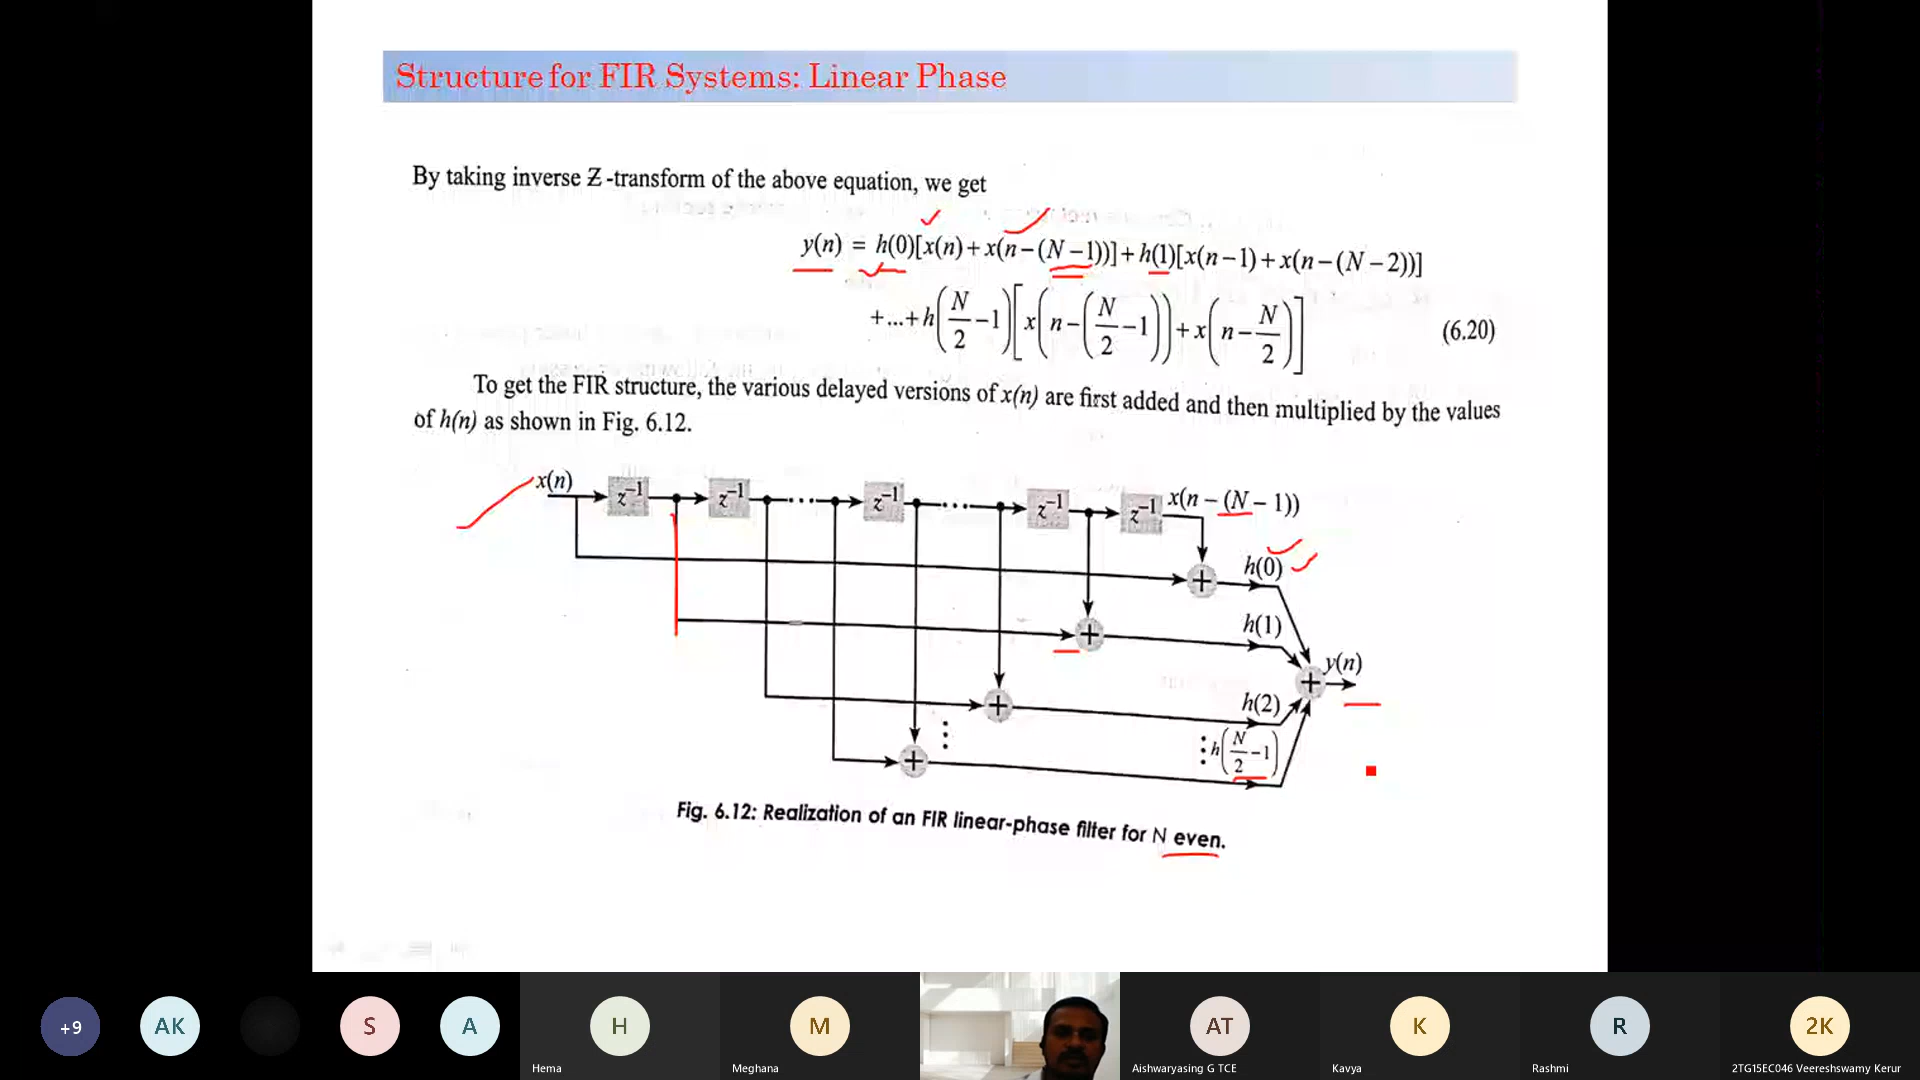 Structure for FIR Systems: Linear Phase
By taking inverse Z-transform of the above equation, we get
y(n) = h(0)[x(n)+x(n−(N−1))]+h(1)[x(n−1)+x(n−(N−2))]
+...+h(N/2−1)[x(n−(N/2−1))+x(n−N/2)] (6.20)
To get the FIR structure, the various delayed versions of x(n) are first added and then multiplied by the values
of h(n) as shown in Fig. 6.12.
x(n) z⁻¹ z⁻¹ ... z⁻¹ ... z⁻¹ z⁻¹ x(n − (N − 1))
+ h(0)
+ h(1)
+ y(n)
+ h(2)
⋮ ⋮ h(N/2−1)
+
Fig. 6.12: Realization of an FIR linear-phase filter for N even.
+9 AK S A H M AT K R 2K
Hema Meghana Aishwaryasing G TCE Kavya Rashmi 2TG15EC046 Veereshswamy Kerur